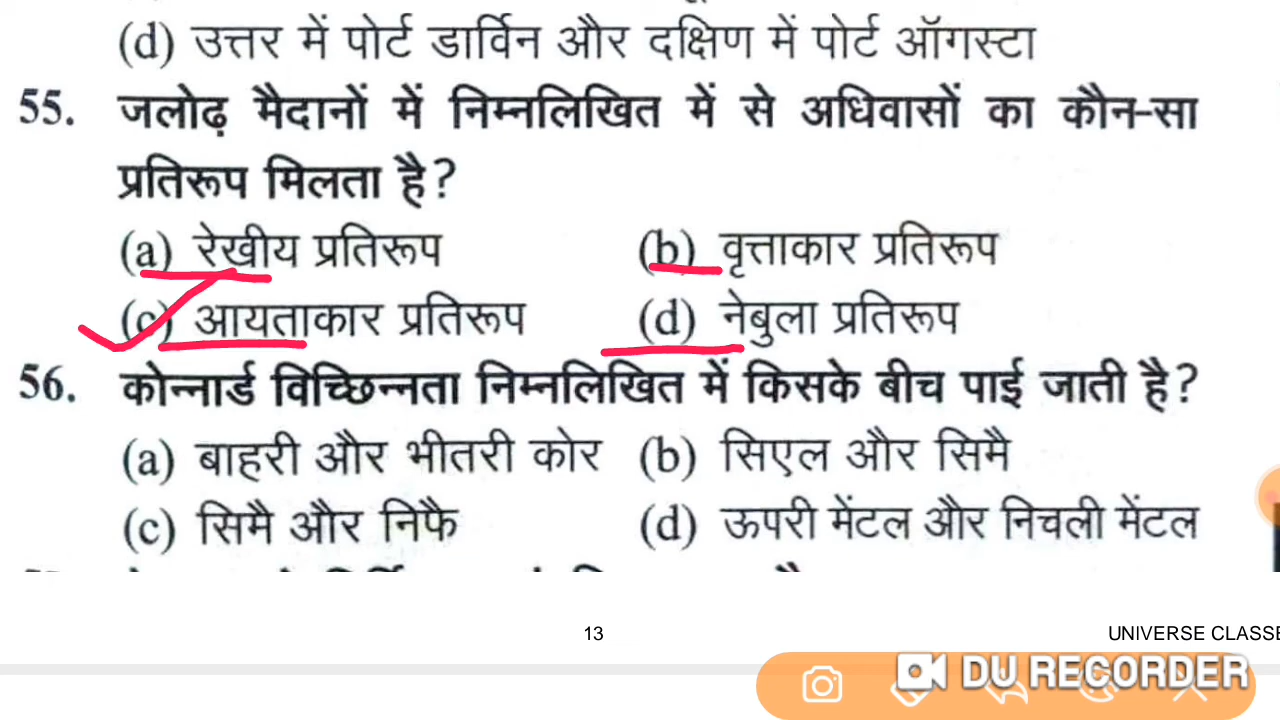 (d) उत्तर में पोर्ट डार्विन और दक्षिण में पोर्ट ऑगस्टा
55. जलोढ़ मैदानों में निम्नलिखित में से अधिवासों का कौन-सा
प्रतिरूप मिलता है?
(a) रेखीय प्रतिरूप (b) वृत्ताकार प्रतिरूप
(c) आयताकार प्रतिरूप (d) नेबुला प्रतिरूप
56. कोन्नार्ड विच्छिन्नता निम्नलिखित में किसके बीच पाई जाती है?
(a) बाहरी और भीतरी कोर (b) सिएल और सिमै
(c) सिमै और निफै (d) ऊपरी मेंटल और निचली मेंटल
13 UNIVERSE CLASSE
DU RECORDER